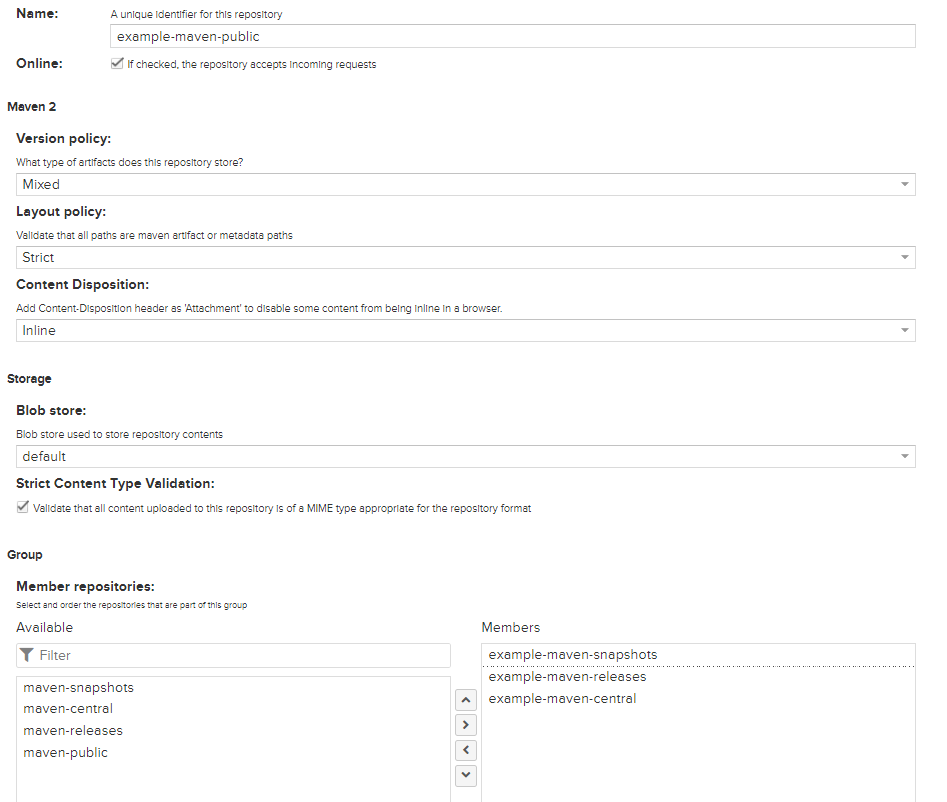 Name:
A unique identifier for this repository
example-maven-public
Online:
If checked, the repository accepts incoming requests
Maven 2
Version policy:
What type of artifacts does this repository store?
Mixed
Layout policy:
Validate that all paths are maven artifact or metadata paths
Strict
Content Disposition:
Add Content-Disposition header as 'Attachment' to disable some content from being inline in a browser.
Inline
Storage
Blob store:
Blob store used to store repository contents
default
Strict Content Type Validation:
Validate that all content uploaded to this repository is of a MIME type appropriate for the repository format
Group
Member repositories:
Select and order the repositories that are part of this group
Available
Filter
maven-snapshots
maven-central
maven-releases
maven-public
Members
example-maven-snapshots
example-maven-releases
example-maven-central